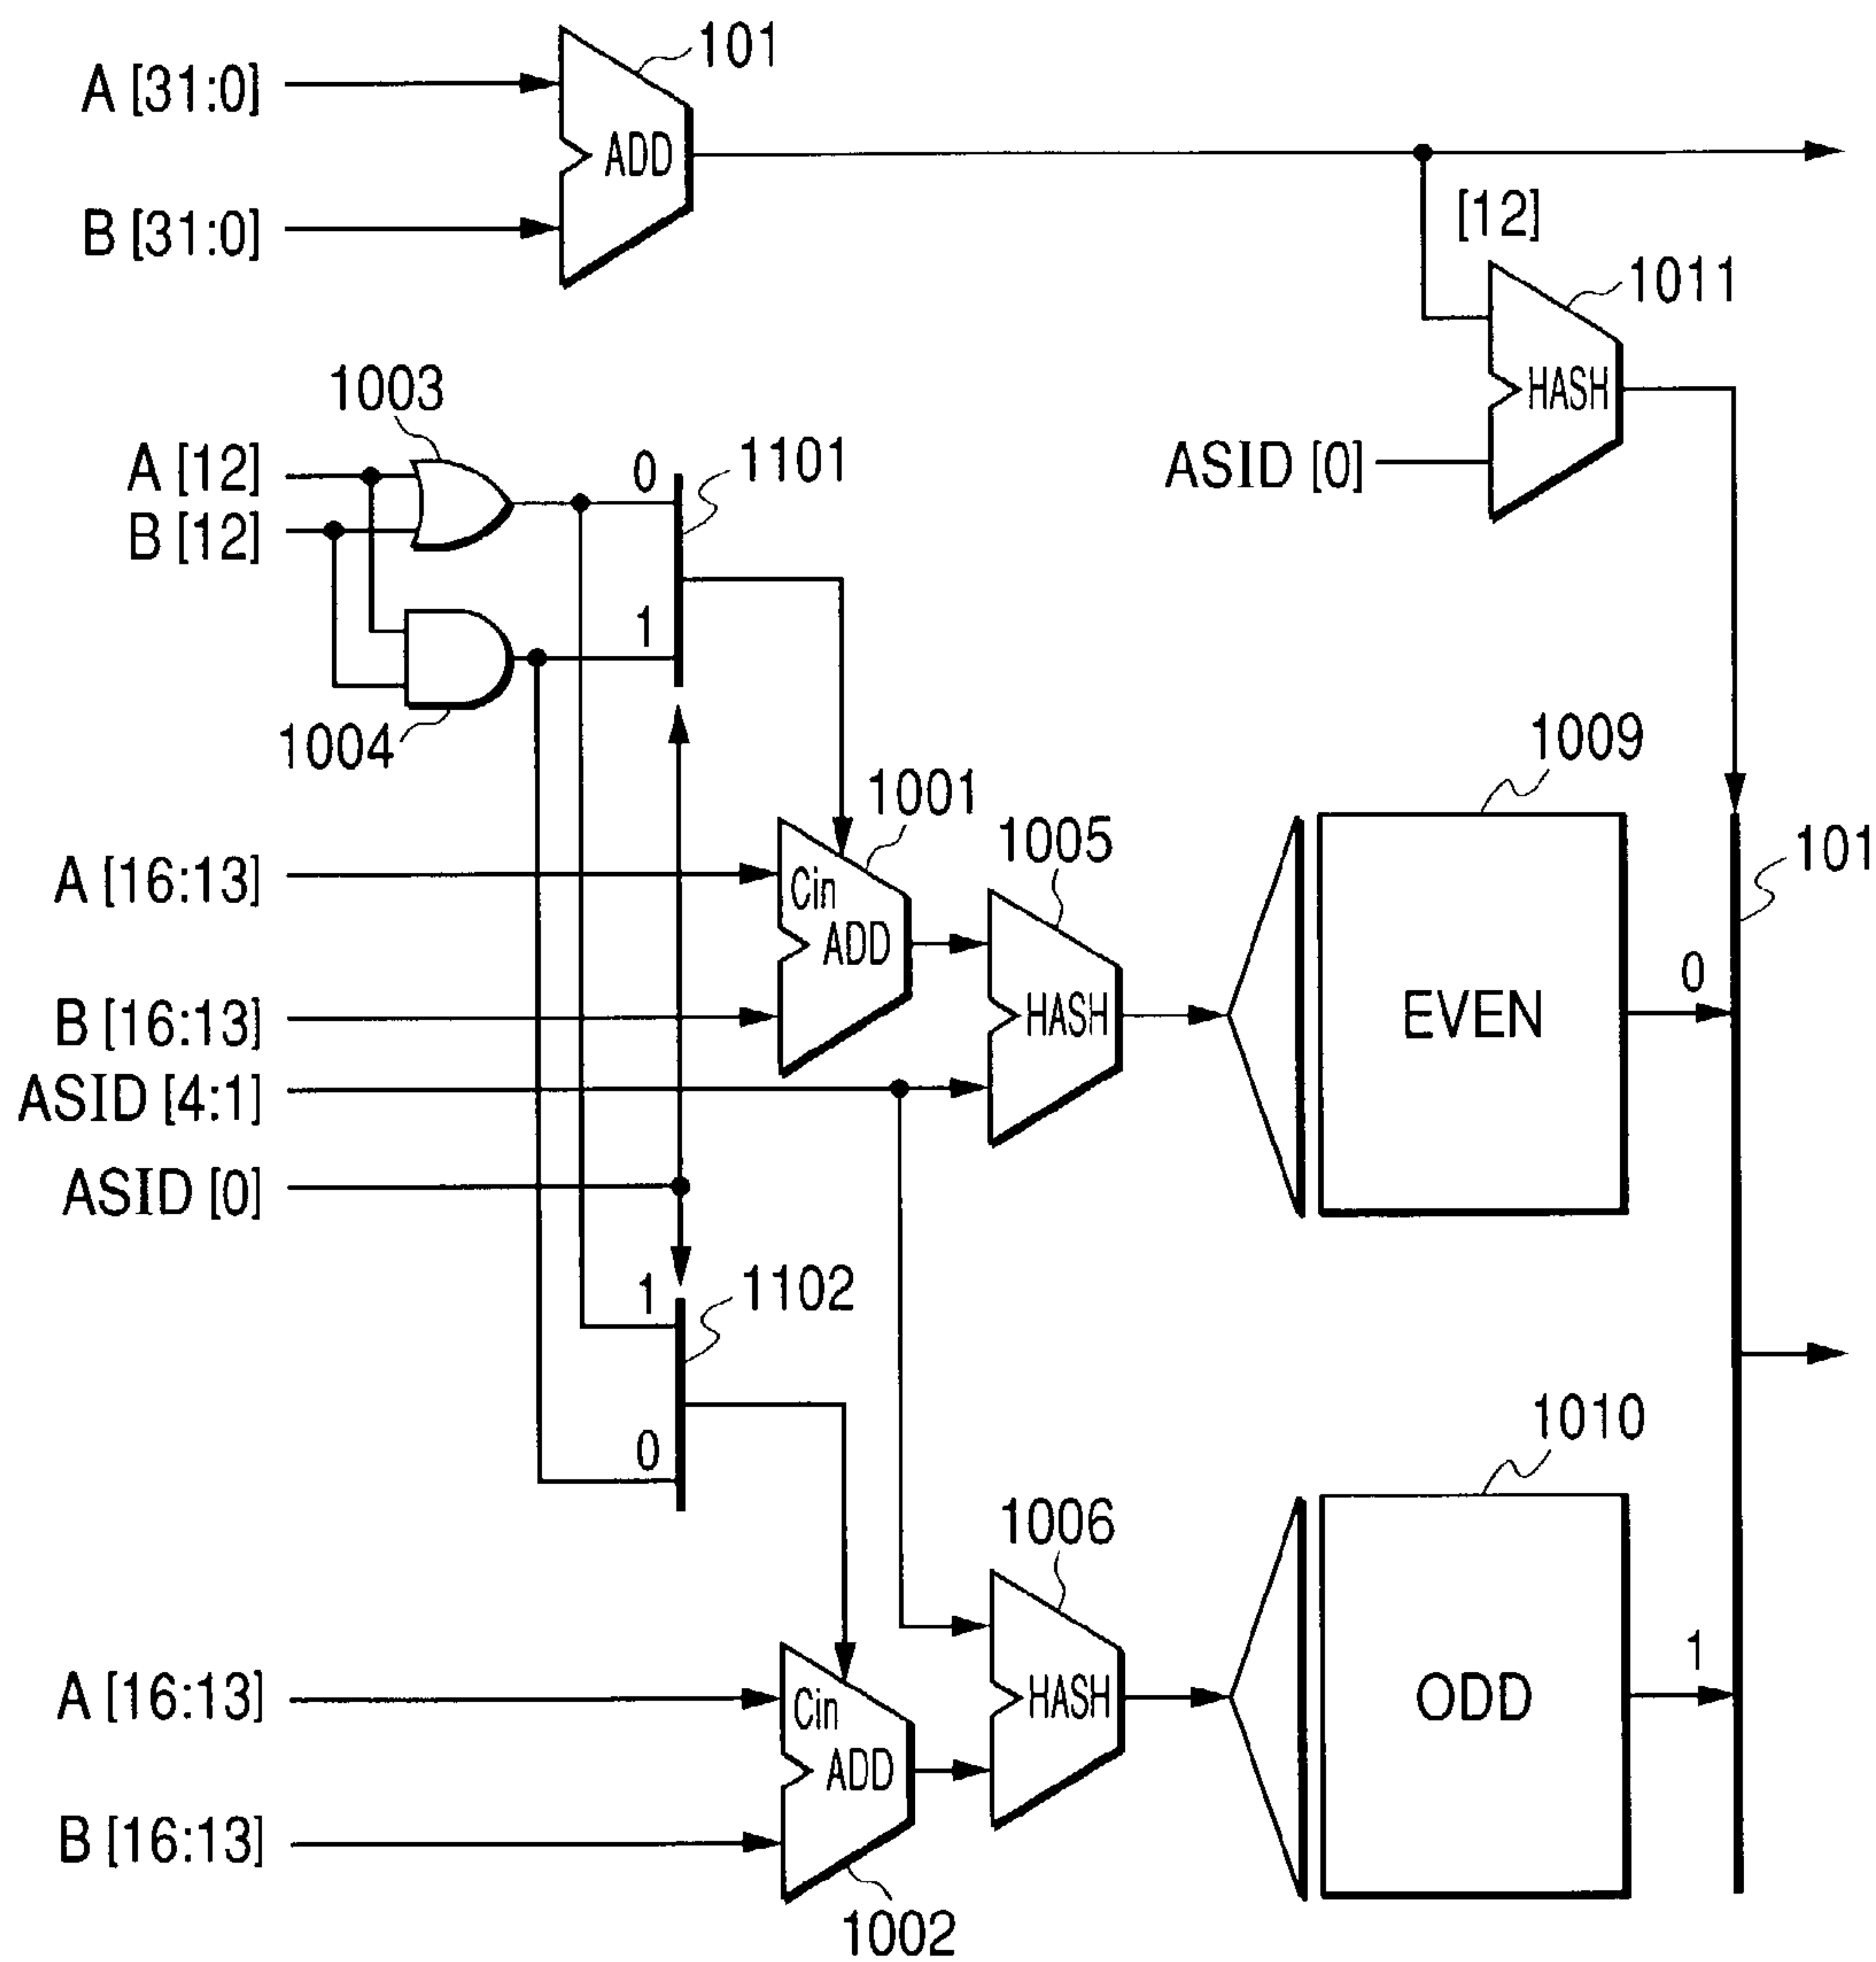 101
A [31:0]
ADD
B [31:0]
[12]
1011
HASH
ASID [0]
1003
A [12]
B [12]
0
1101
1
1004
1001
1005
1009
101
A [16:13]
Cin
ADD
B [16:13]
HASH
EVEN
0
ASID [4:1]
ASID [0]
1
1102
0
1006
1010
A [16:13]
Cin
ADD
B [16:13]
HASH
ODD
1
1002